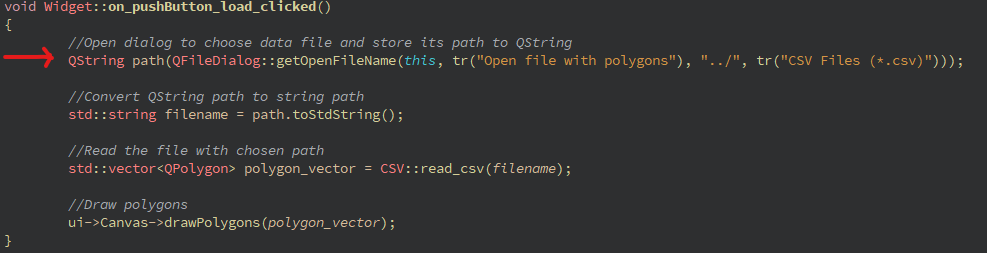 void Widget::on_pushButton_load_clicked()
{
//Open dialog to choose data file and store its path to QString
QString path(QFileDialog::getOpenFileName(this, tr("Open file with polygons"), "../", tr("CSV Files (*.csv)")));
//Convert QString path to string path
std::string filename = path.toStdString();
//Read the file with chosen path
std::vector<QPolygon> polygon_vector = CSV::read_csv(filename);
//Draw polygons
ui->Canvas->drawPolygons(polygon_vector);
}